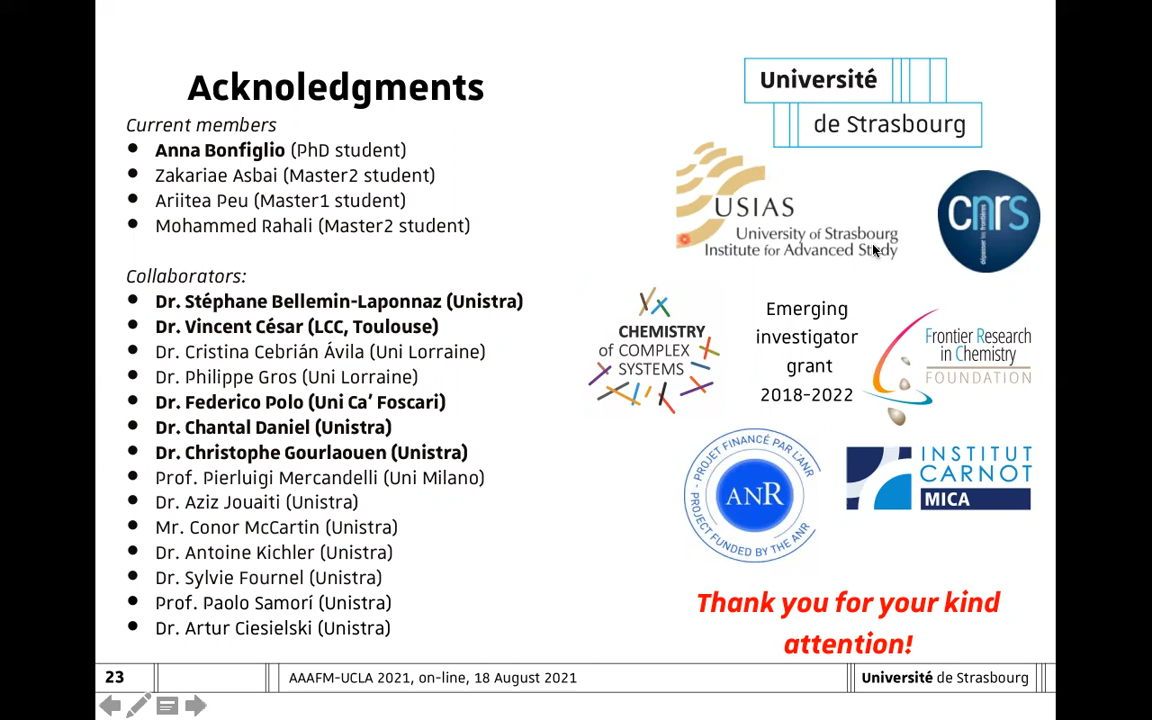 Acknoledgments
Current members
● Anna Bonfiglio (PhD student)
● Zakariae Asbai (Master2 student)
● Ariitea Peu (Master1 student)
● Mohammed Rahali (Master2 student)
Collaborators:
● Dr. Stéphane Bellemin-Laponnaz (Unistra)
● Dr. Vincent César (LCC, Toulouse)
● Dr. Cristina Cebrián Ávila (Uni Lorraine)
● Dr. Philippe Gros (Uni Lorraine)
● Dr. Federico Polo (Uni Ca’ Foscari)
● Dr. Chantal Daniel (Unistra)
● Dr. Christophe Gourlaouen (Unistra)
● Prof. Pierluigi Mercandelli (Uni Milano)
● Dr. Aziz Jouaiti (Unistra)
● Mr. Conor McCartin (Unistra)
● Dr. Antoine Kichler (Unistra)
● Dr. Sylvie Fournel (Unistra)
● Prof. Paolo Samorí (Unistra)
● Dr. Artur Ciesielski (Unistra)
Université
de Strasbourg
USIAS
University of Strasbourg
Institute for Advanced Study
cnrs
dépasser les frontières
CHEMISTRY
of COMPLEX
SYSTEMS
Emerging
investigator
grant
2018-2022
Frontier Research
in Chemistry
FOUNDATION
PROJET FINANCÉ PAR L'ANR -
ANR
PROJECT FUNDED BY THE ANR
INSTITUT
CARNOT
MICA
Thank you for your kind
attention!
23
AAAFM-UCLA 2021, on-line, 18 August 2021
Université de Strasbourg